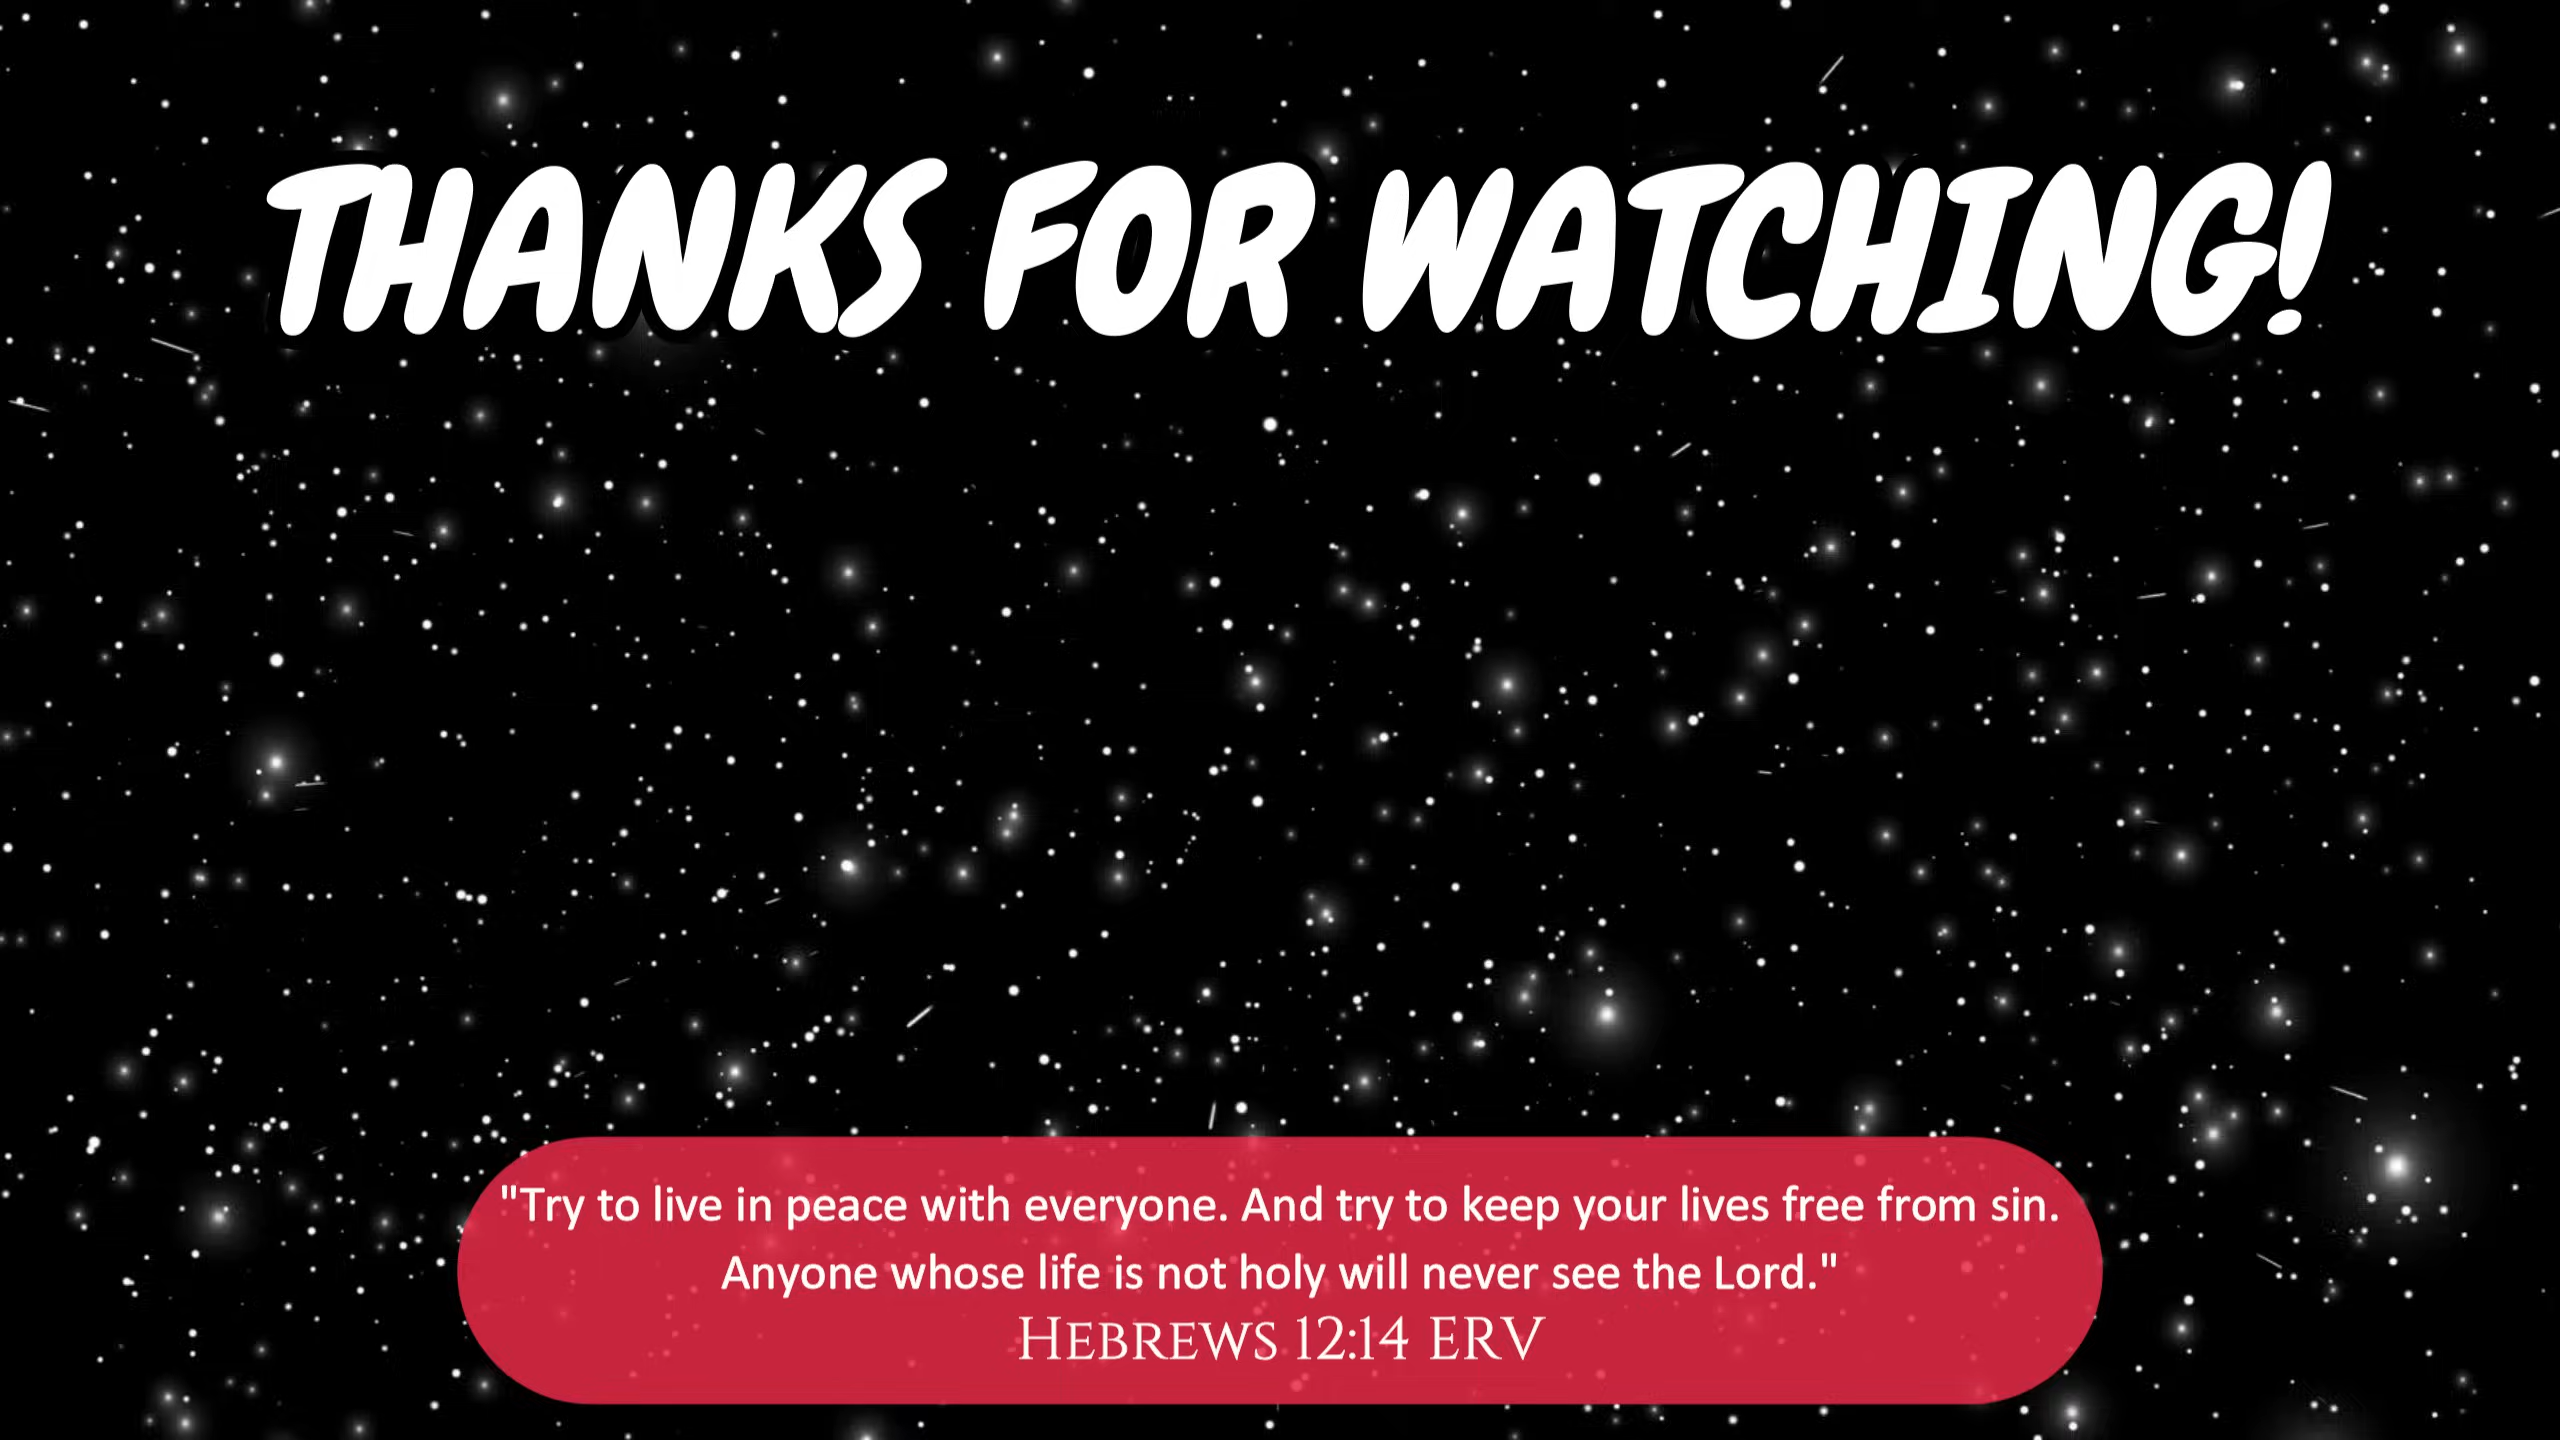 THANKS FOR WATCHING!
"Try to live in peace with everyone. And try to keep your lives free from sin.
Anyone whose life is not holy will never see the Lord."
HEBREWS 12:14 ERV